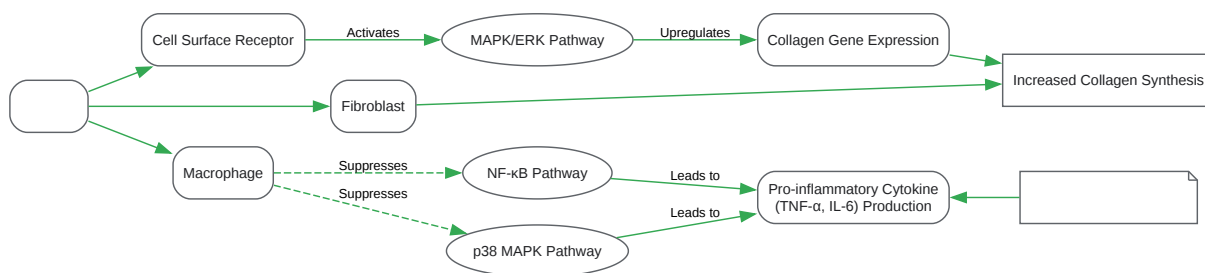 Cell Surface Receptor
Activates
MAPK/ERK Pathway
Upregulates
Collagen Gene Expression
Increased Collagen Synthesis
Fibroblast
Macrophage
Suppresses
NF-κB Pathway
Leads to
Suppresses
p38 MAPK Pathway
Leads to
Pro-inflammatory Cokine
(TNF-α, IL-6) Production